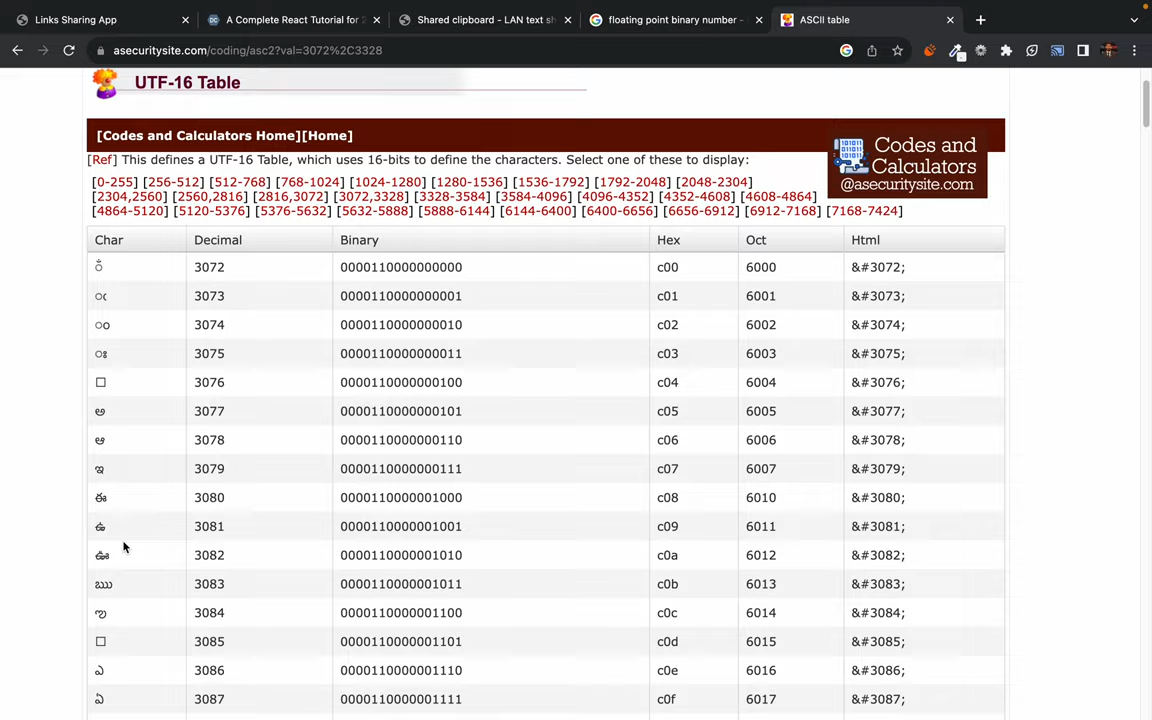 Links Sharing App
A Complete React Tutorial for 2
Shared clipboard - LAN text sh
floating point binary number -
ASCII table
asecuritysite.com/coding/asc2?val=3072%2C3328
UTF-16 Table
[Codes and Calculators Home][Home]
[Ref] This defines a UTF-16 Table, which uses 16-bits to define the characters. Select one of these to display:
Codes and
Calculators
@asecuritysite.com
[0-255] [256-512] [512-768] [768-1024] [1024-1280] [1280-1536] [1536-1792] [1792-2048] [2048-2304]
[2304,2560] [2560,2816] [2816,3072] [3072,3328] [3328-3584] [3584-4096] [4096-4352] [4352-4608] [4608-4864]
[4864-5120] [5120-5376] [5376-5632] [5632-5888] [5888-6144] [6144-6400] [6400-6656] [6656-6912] [6912-7168] [7168-7424]
Char Decimal Binary Hex Oct Html
ఀ 3072 0000110000000000 c00 6000 &#3072;
ఁ 3073 0000110000000001 c01 6001 &#3073;
ం 3074 0000110000000010 c02 6002 &#3074;
ః 3075 0000110000000011 c03 6003 &#3075;
3076 0000110000000100 c04 6004 &#3076;
అ 3077 0000110000000101 c05 6005 &#3077;
ఆ 3078 0000110000000110 c06 6006 &#3078;
ఇ 3079 0000110000000111 c07 6007 &#3079;
ఈ 3080 0000110000001000 c08 6010 &#3080;
ఉ 3081 0000110000001001 c09 6011 &#3081;
ఊ 3082 0000110000001010 c0a 6012 &#3082;
ఋ 3083 0000110000001011 c0b 6013 &#3083;
ఌ 3084 0000110000001100 c0c 6014 &#3084;
3085 0000110000001101 c0d 6015 &#3085;
ఎ 3086 0000110000001110 c0e 6016 &#3086;
ఏ 3087 0000110000001111 c0f 6017 &#3087;